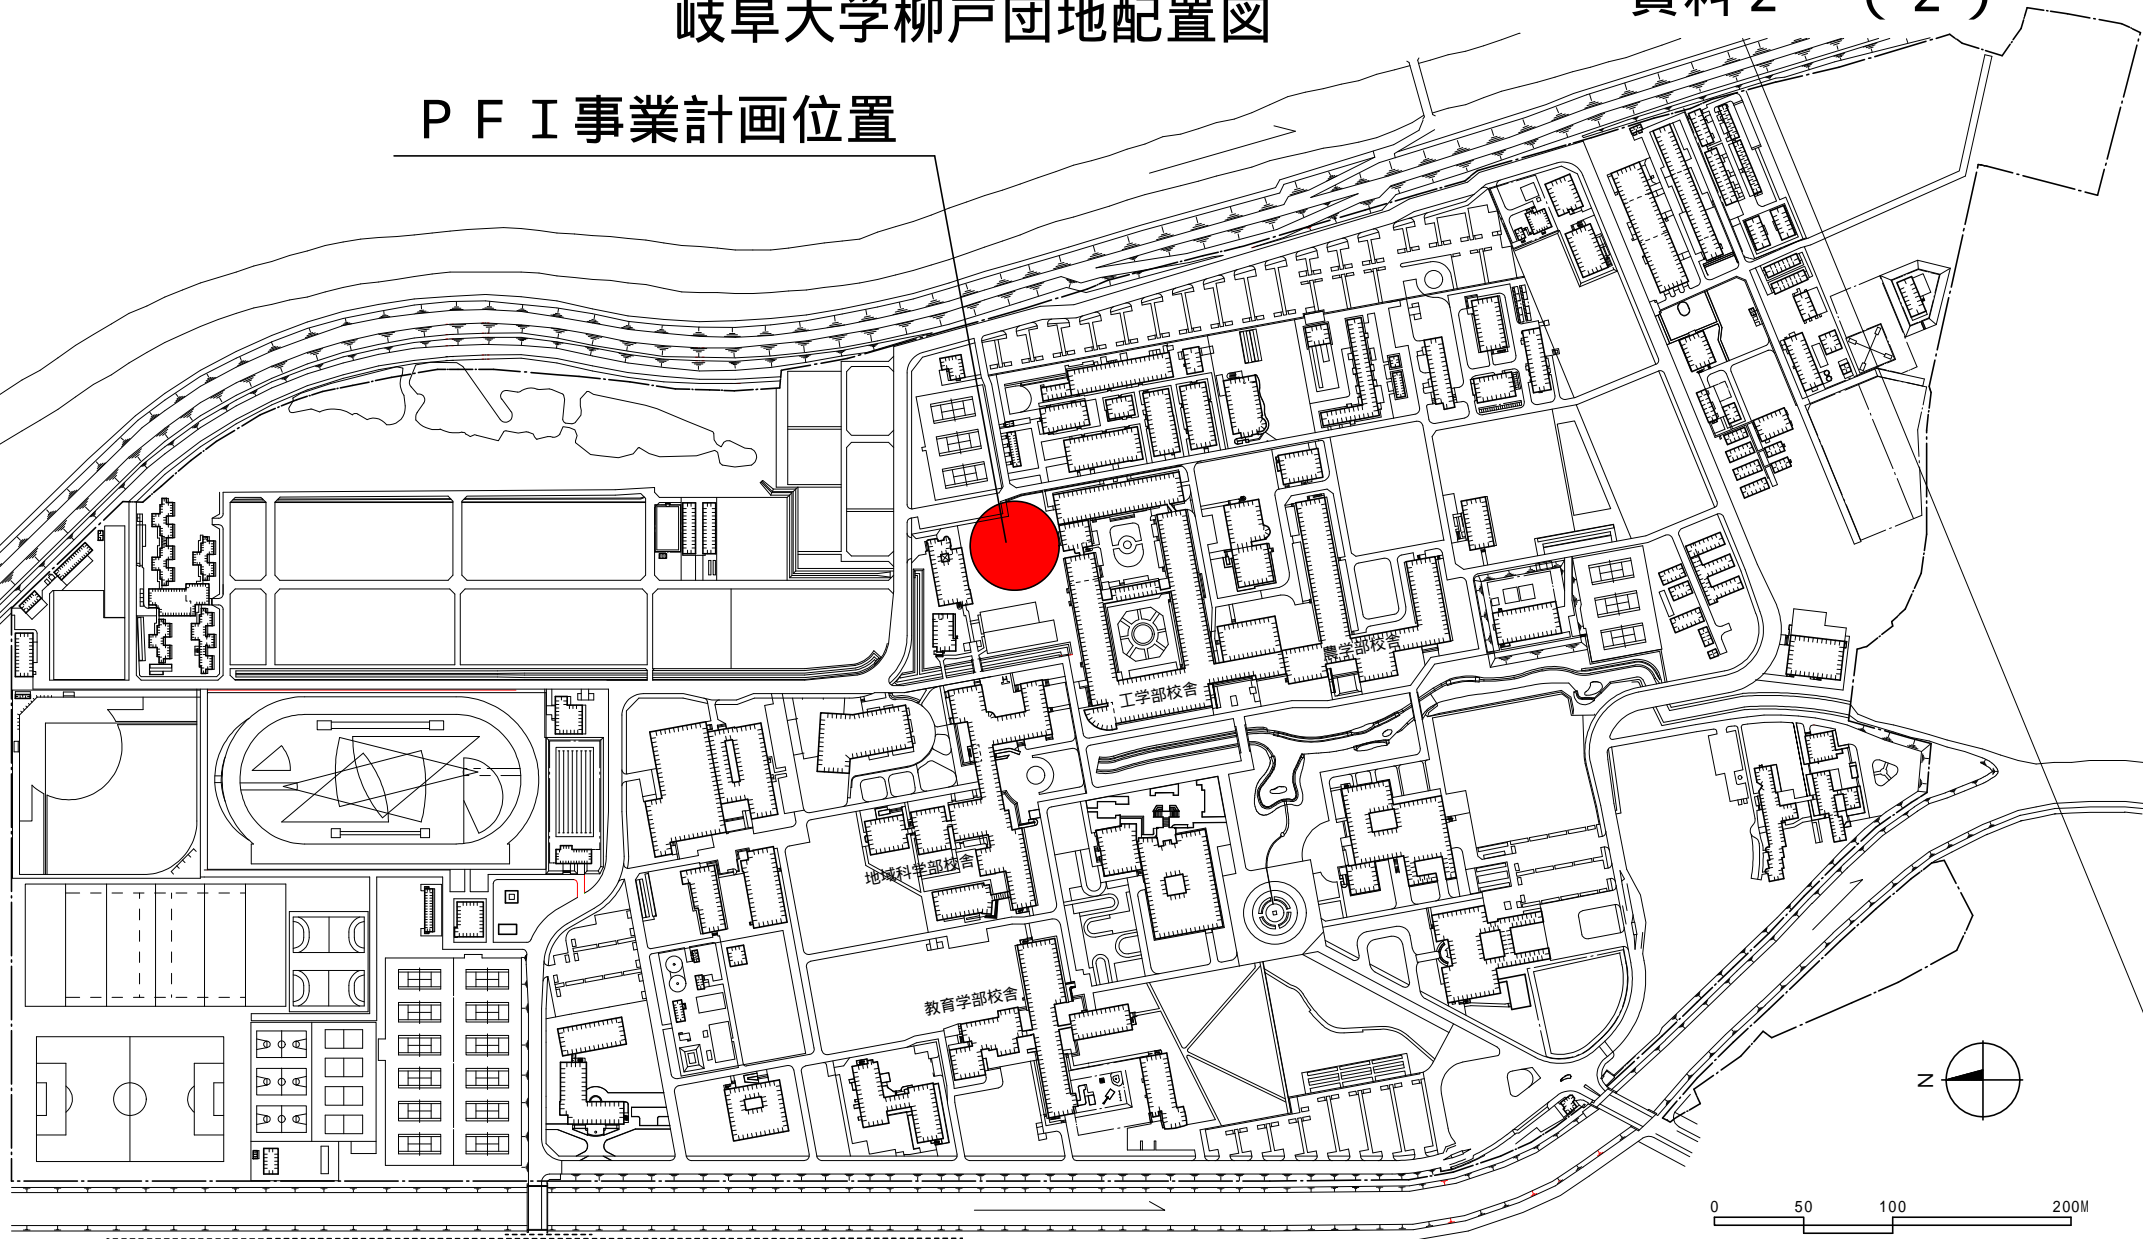 岐阜大学柳戸団地配置図
資料2 (2)
ＰＦＩ事業計画位置
農学部校舎
工学部校舎
地域科学部校舎
教育学部校舎
N
0 50 100 200M